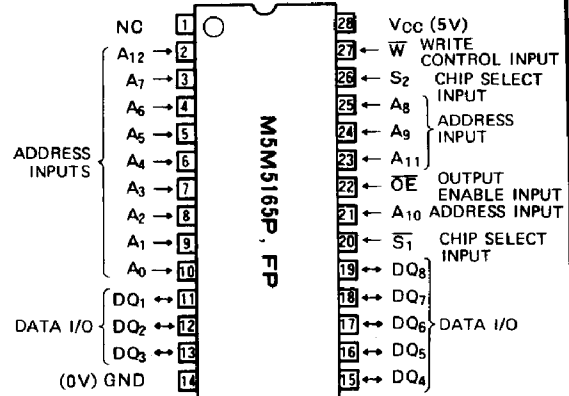 NC 1 28 VCC (5V)
A12 → 2 27 ← W̅ WRITE CONTROL INPUT
A7 → 3 26 ← S2 CHIP SELECT INPUT
A6 → 4 25 ← A8
A5 → 5 24 ← A9 ADDRESS INPUT
A4 → 6 23 ← A11
ADDRESS INPUTS
A3 → 7 22 ← O̅E̅ OUTPUT ENABLE INPUT
A2 → 8 21 ← A10 ADDRESS INPUT
A1 → 9 20 ← S̅1 CHIP SELECT INPUT
A0 → 10 19 ↔ DQ8
DQ1 ↔ 11 18 ↔ DQ7
DATA I/O DQ2 ↔ 12 17 ↔ DQ6 DATA I/O
DQ3 ↔ 13 16 ↔ DQ5
(0V) GND 14 15 ↔ DQ4
M5M5165P, FP